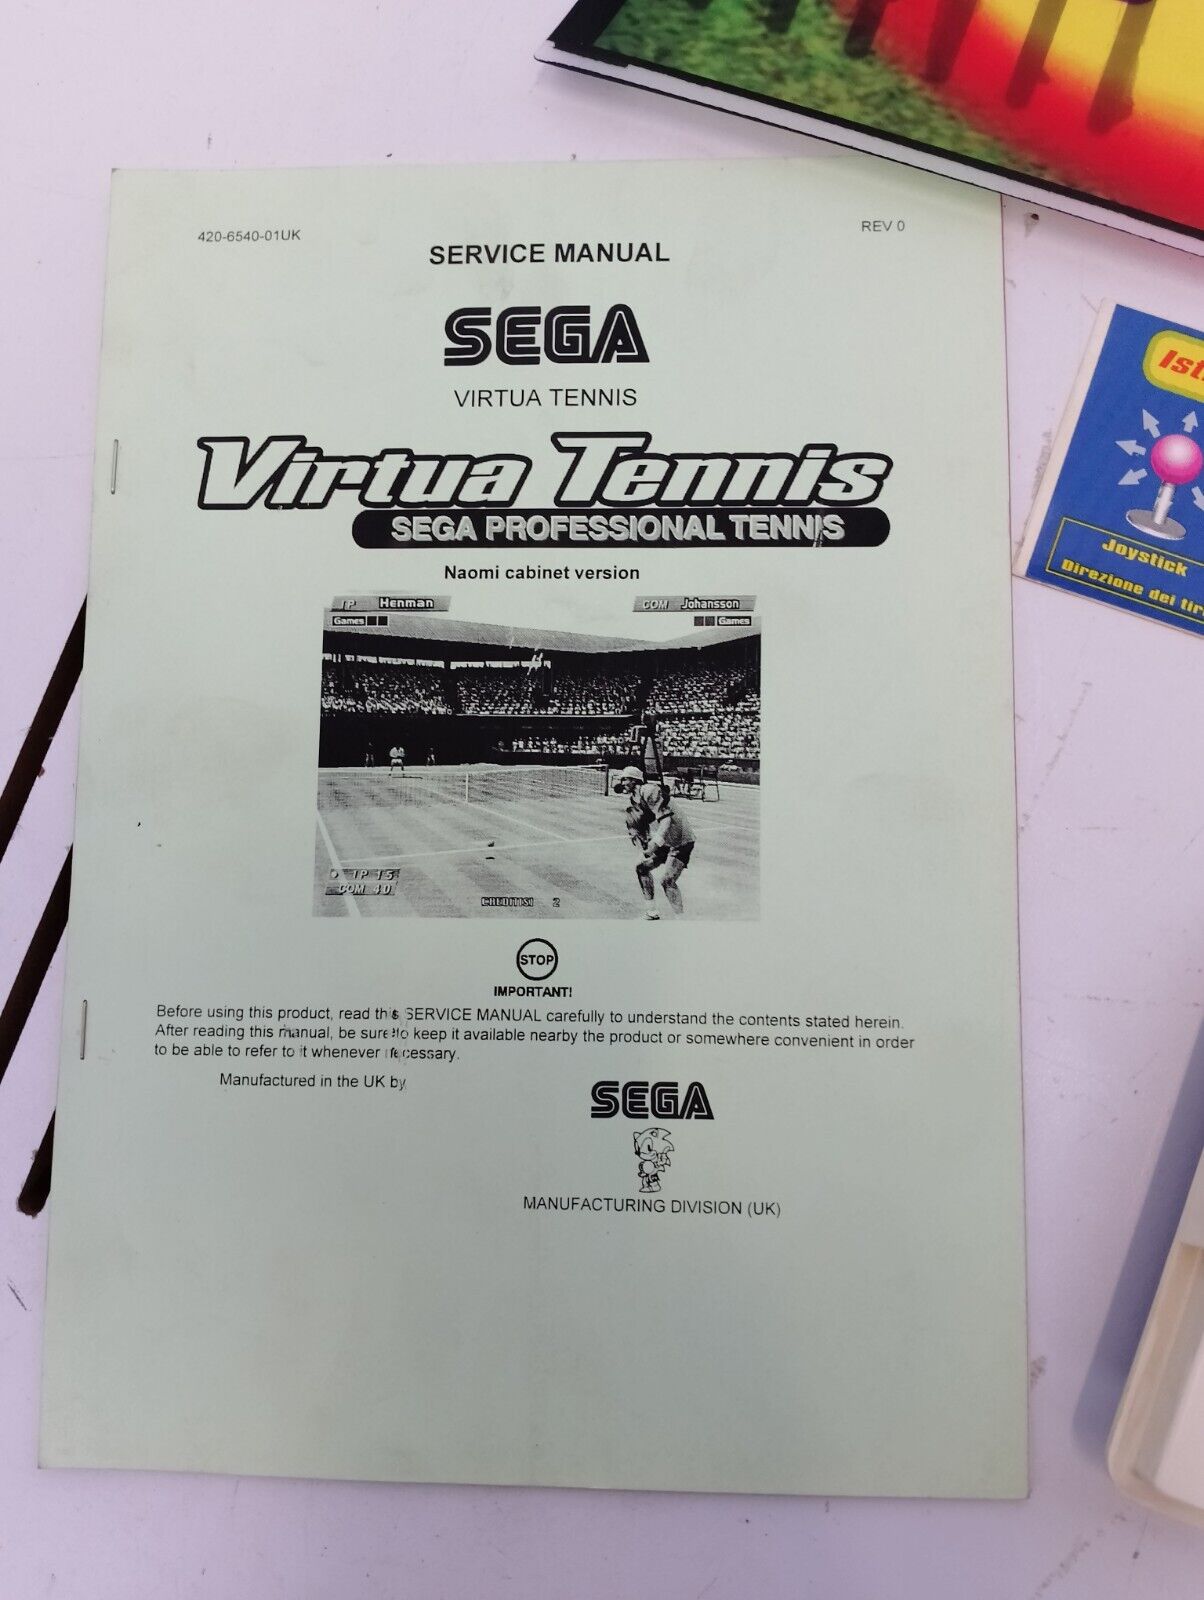 420-6540-01UK
REV 0
SERVICE MANUAL
SEGA
VIRTUA TENNIS
Virtua Tennis
SEGA PROFESSIONAL TENNIS
Naomi cabinet version
1P Henman
COM Johansson
Games
Games
1P 15
COM 40
CREDIT(S) 2
STOP
IMPORTANT!
Before using this product, read this SERVICE MANUAL carefully to understand the contents stated herein.
After reading this manual, be sure to keep it available nearby the product or somewhere convenient in order
to be able to refer to it whenever necessary.
Manufactured in the UK by
SEGA
MANUFACTURING DIVISION (UK)
Joystick
Direzione dei